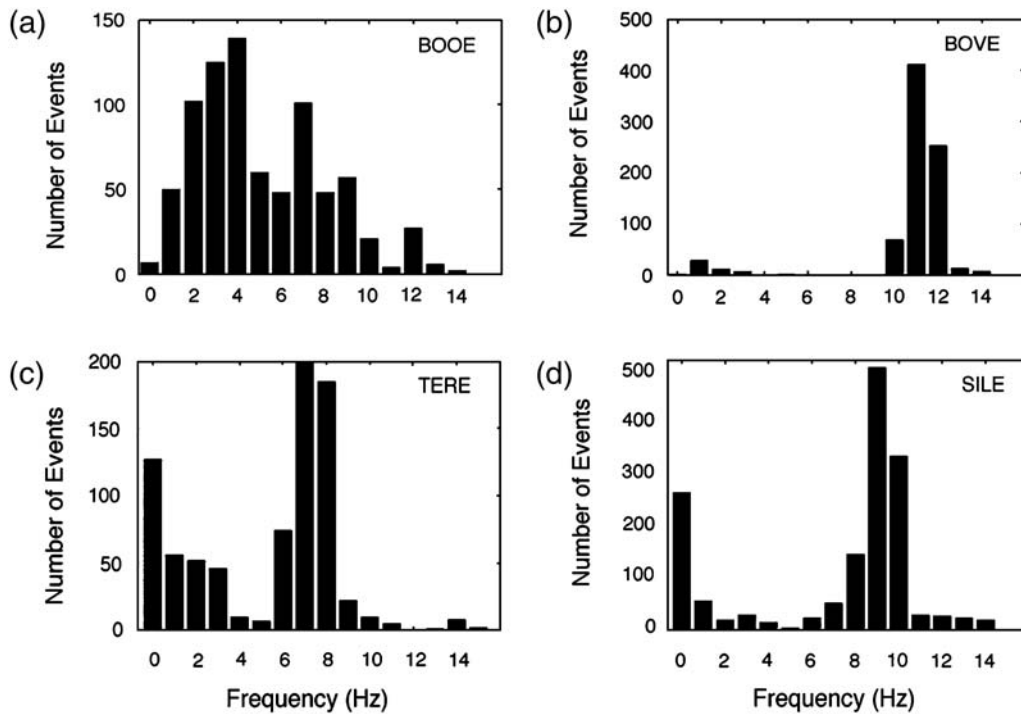 (a)
BOOE
Number of Events
150
100
50
0
0 2 4 6 8 10 12 14
(b)
BOVE
Number of Events
500
400
300
200
100
0
0 2 4 6 8 10 12 14
(c)
TERE
Number of Events
200
150
100
50
0
0 2 4 6 8 10 12 14
Frequency (Hz)
(d)
SILE
Number of Events
500
400
300
200
100
0
0 2 4 6 8 10 12 14
Frequency (Hz)